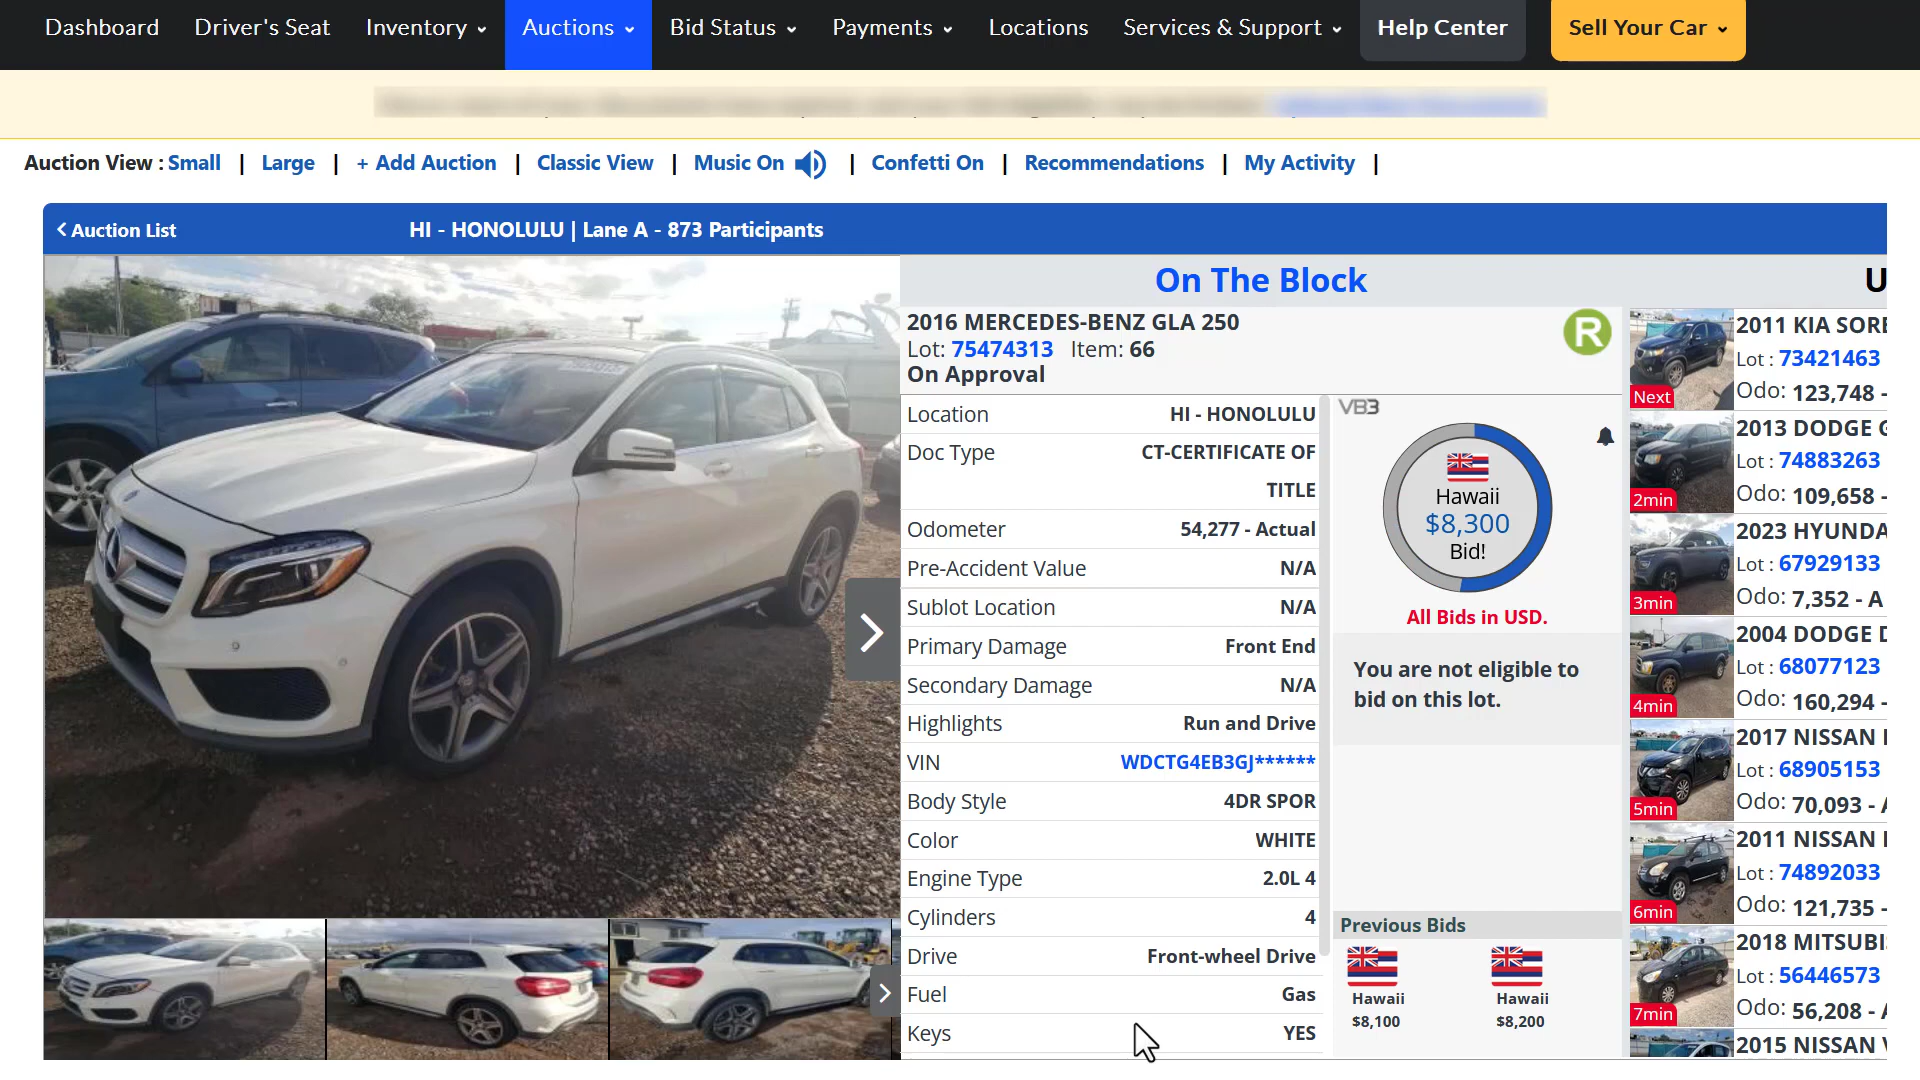 Dashboard Driver's Seat Inventory Auctions Bid Status Payments Locations Services & Support Help Center Sell Your Car
Auction View : Small | Large | + Add Auction | Classic View | Music On | Confetti On | Recommendations | My Activity |
Auction List HI - HONOLULU | Lane A - 873 Participants
On The Block
2016 MERCEDES-BENZ GLA 250
Lot: 75474313 Item: 66
On Approval
R
Location HI - HONOLULU
Doc Type CT-CERTIFICATE OF
TITLE
Odometer 54,277 - Actual
Pre-Accident Value N/A
Sublot Location N/A
Primary Damage Front End
Secondary Damage N/A
Highlights Run and Drive
VIN WDCTG4EB3GJ******
Body Style 4DR SPOR
Color WHITE
Engine Type 2.0L 4
Cylinders 4
Drive Front-wheel Drive
Fuel Gas
Keys YES
VB3
Hawaii
$8,300
Bid!
All Bids in USD.
You are not eligible to
bid on this lot.
Previous Bids
Hawaii Hawaii
$8,100 $8,200
U
2011 KIA SORE
Lot : 73421463
Odo: 123,748 -
Next
2013 DODGE G
Lot : 74883263
Odo: 109,658 -
2min
2023 HYUNDA
Lot : 67929133
Odo: 7,352 - A
3min
2004 DODGE D
Lot : 68077123
Odo: 160,294 -
4min
2017 NISSAN
Lot : 68905153
Odo: 70,093 - A
5min
2011 NISSAN
Lot : 74892033
Odo: 121,735 -
6min
2018 MITSUBI
Lot : 56446573
Odo: 56,208 - A
7min
2015 NISSAN V